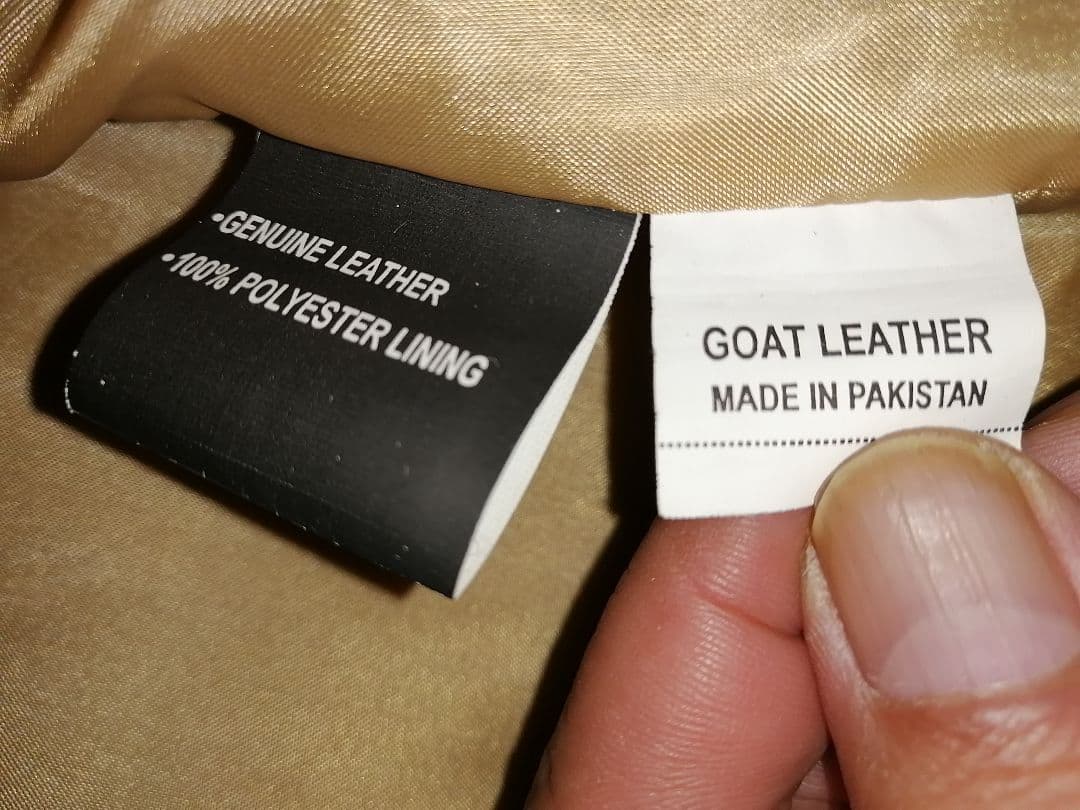 •GENUINE LEATHER
•100% POLYESTER LINING
GOAT LEATHER
MADE IN PAKISTAN